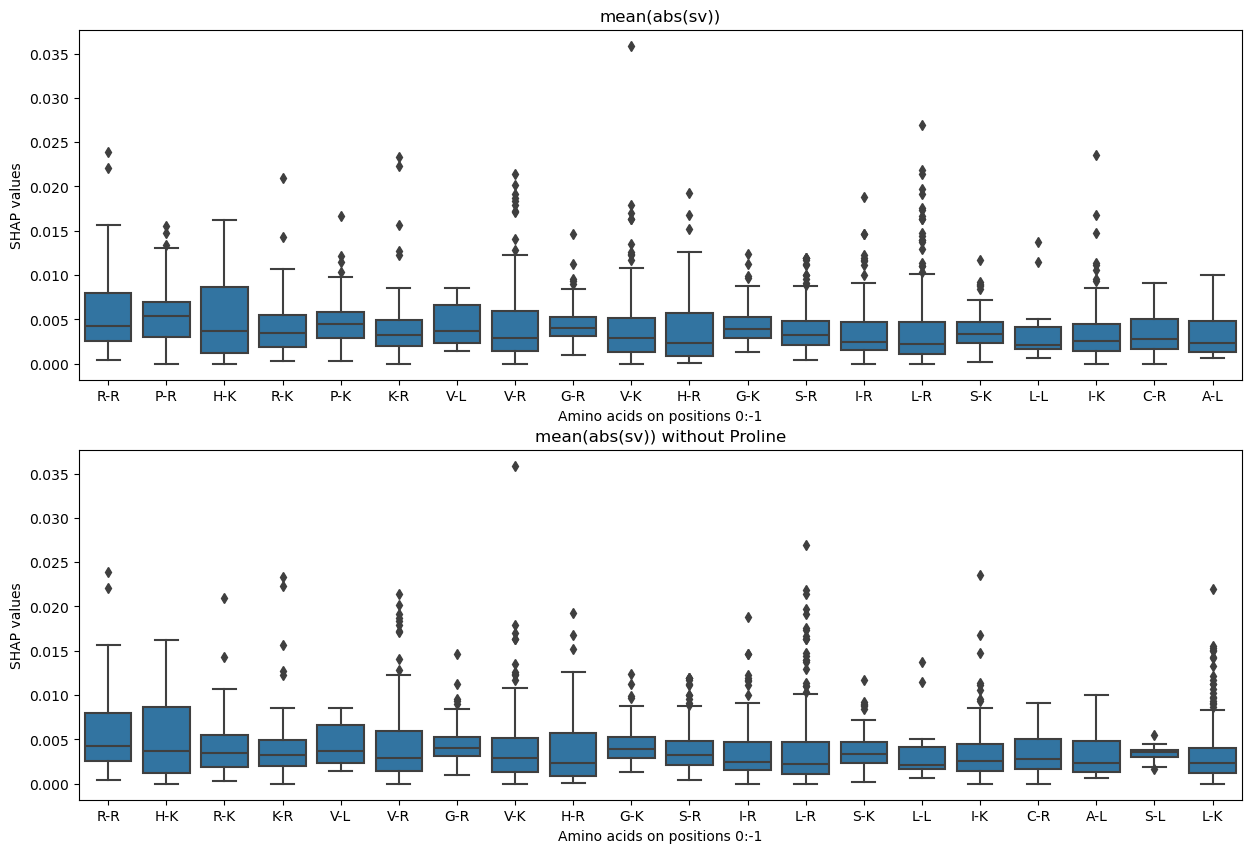 mean(abs(sv))
0.035
0.030
0.025
0.020
0.015
0.010
0.005
0.000
SHAP values
R-R P-R H-K R-K P-K K-R V-L V-R G-R V-K H-R G-K S-R I-R L-R S-K L-L I-K C-R A-L
Amino acids on positions 0:-1
mean(abs(sv)) without Proline
0.035
0.030
0.025
0.020
0.015
0.010
0.005
0.000
SHAP values
R-R H-K R-K K-R V-L V-R G-R V-K H-R G-K S-R I-R L-R S-K L-L I-K C-R A-L S-L L-K
Amino acids on positions 0:-1